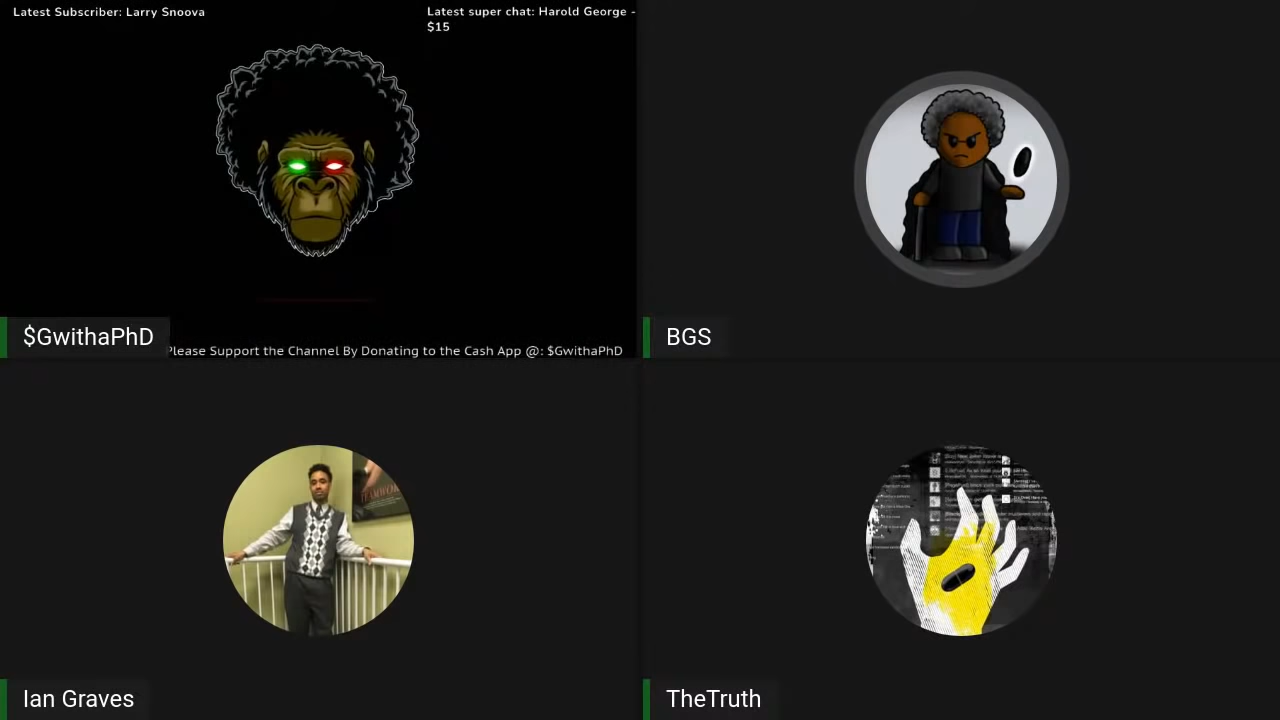 Latest Subscriber: Larry Snoova
Latest super chat: Harold George -
$15
$GwithaPhD
Please Support the Channel By Donating to the Cash App @: $GwithaPhD
BGS
TEAMWORK
Ian Graves
TheTruth